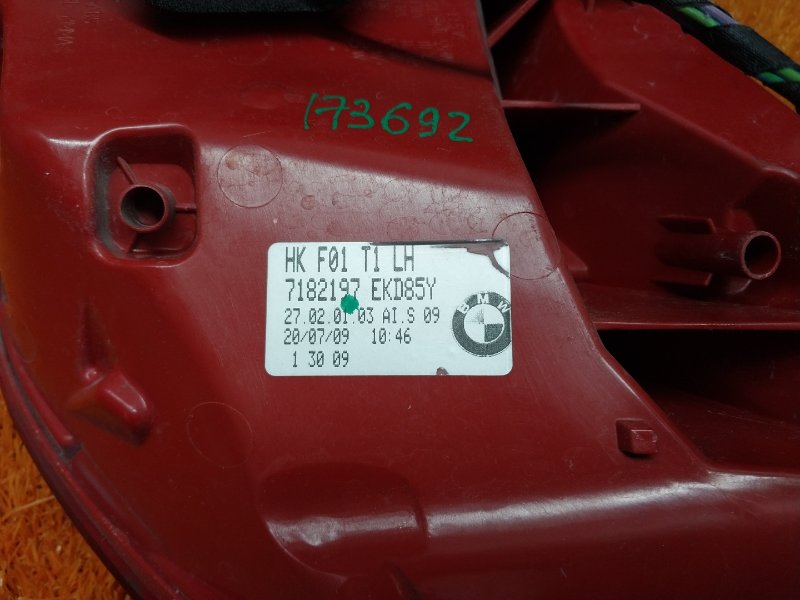 173692
HK F01 T1 LH
7182197 EKD85Y
27.02.01.03 AI.S 09
20/07/09 10:46
1 30 09
BMW